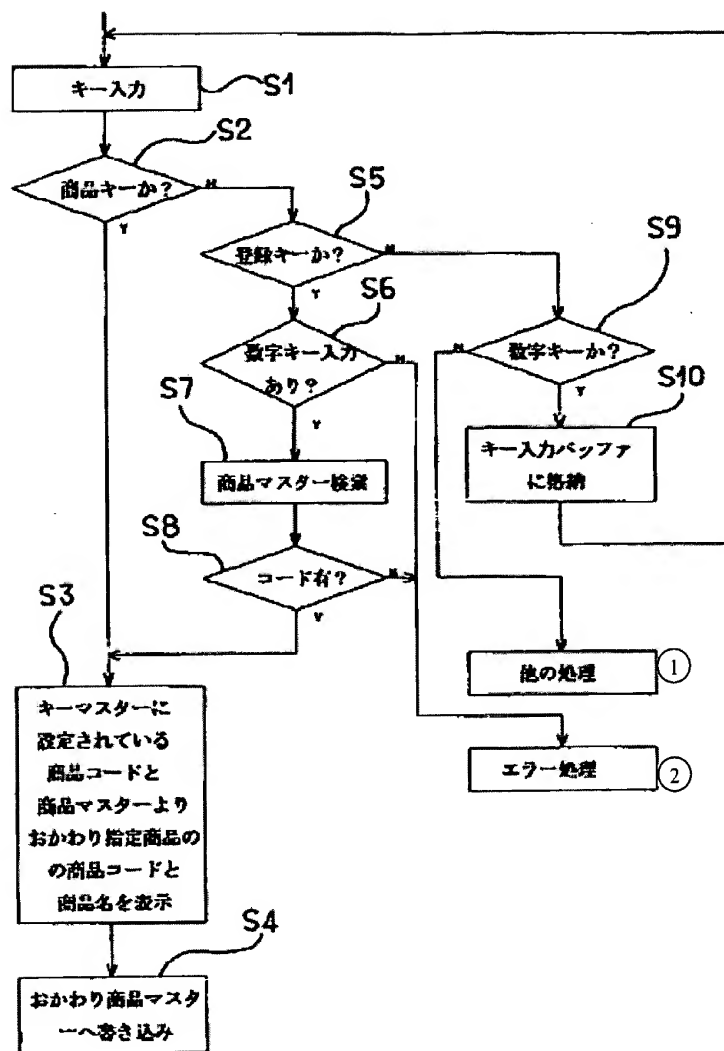 キー入力
S1
S2
商品キーか?
N
Y
S5
登録キーか?
N
Y
S9
数字キーか?
N
Y
S6
数字キー入力
あり?
N
Y
S10
キー入力バッファ
に格納
S7
商品マスター検索
S8
コード有?
N
Y
S3
キーマスターに
設定されている
商品コードと
商品マスターより
おかわり指定商品の
の商品コードと
商品名を表示
他の処理
①
エラー処理
②
S4
おかわり商品マスタ
ーへ書き込み